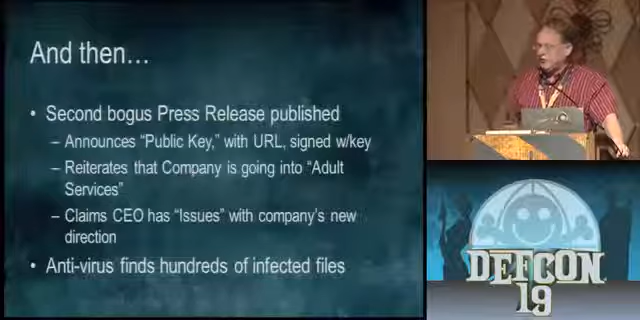 And then…
• Second bogus Press Release published
– Announces “Public Key,” with URL, signed w/key
– Reiterates that Company is going into “Adult
Services”
– Claims CEO has “Issues” with company’s new
direction
• Anti-virus finds hundreds of infected files
DEFCON
19